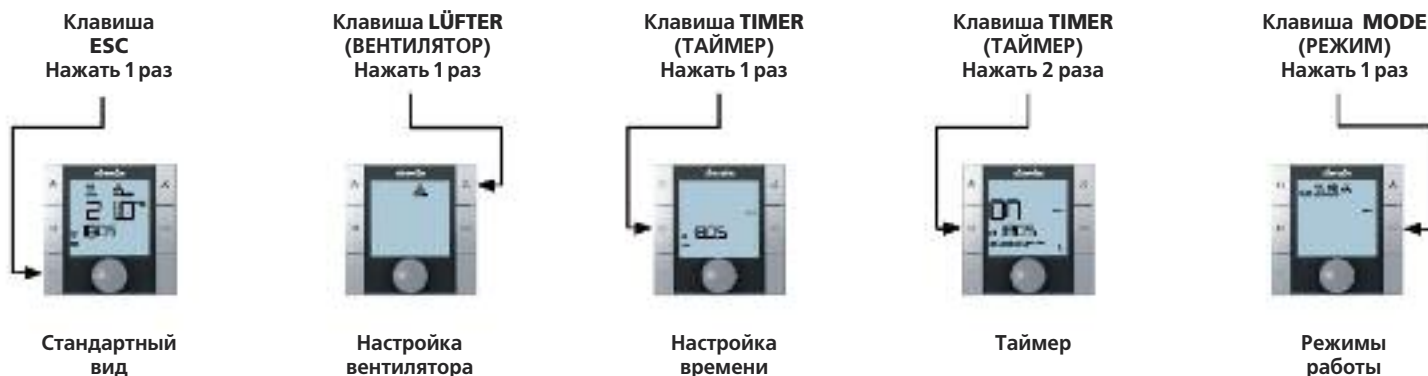 Клавиша
ESC
Нажать 1 раз
Клавиша LÜFTER
(ВЕНТИЛЯТОР)
Нажать 1 раз
Клавиша TIMER
(ТАЙМЕР)
Нажать 1 раз
Клавиша TIMER
(ТАЙМЕР)
Нажать 2 раза
Клавиша MODE
(РЕЖИМ)
Нажать 1 раз
Стандартный
вид
Настройка
вентилятора
Настройка
времени
Таймер
Режимы
работы